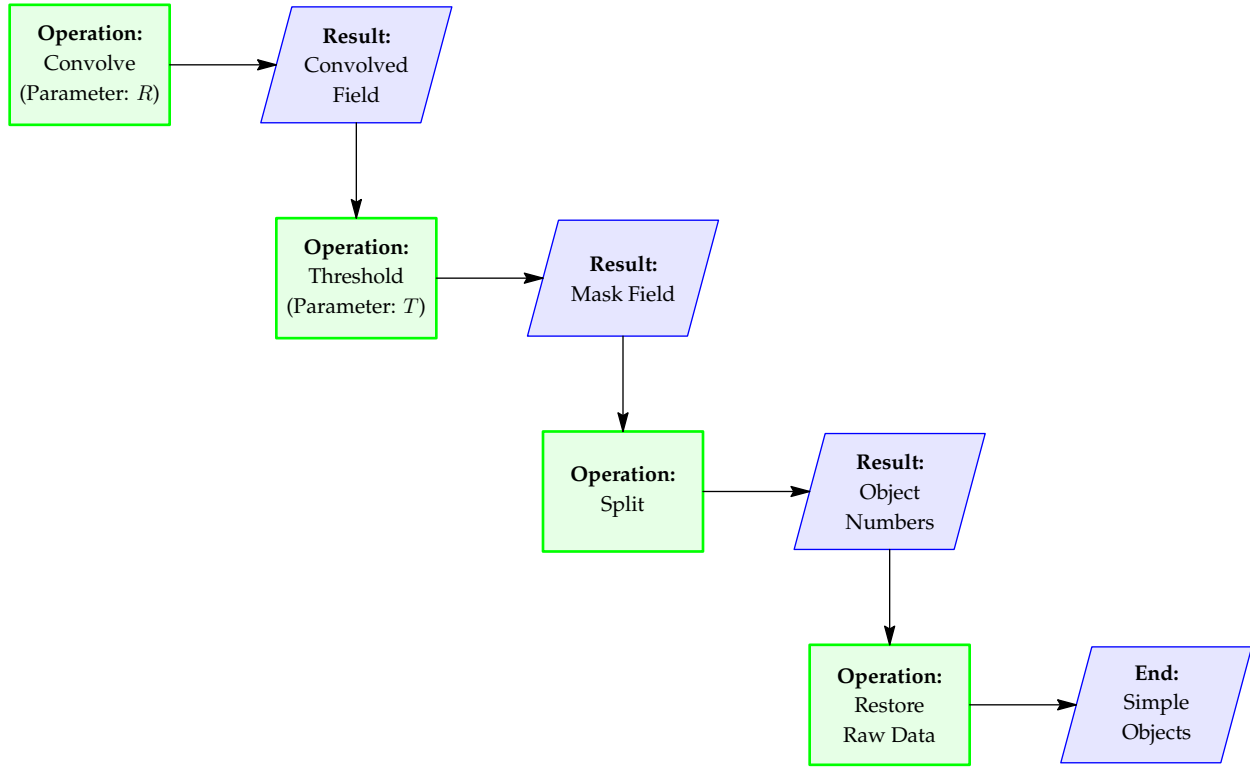 Operation:
Convolve
(Parameter: R)
Result:
Convolved
Field
Operation:
Threshold
(Parameter: T)
Result:
Mask Field
Operation:
Split
Result:
Object
Numbers
Operation:
Restore
Raw Data
End:
Simple
Objects